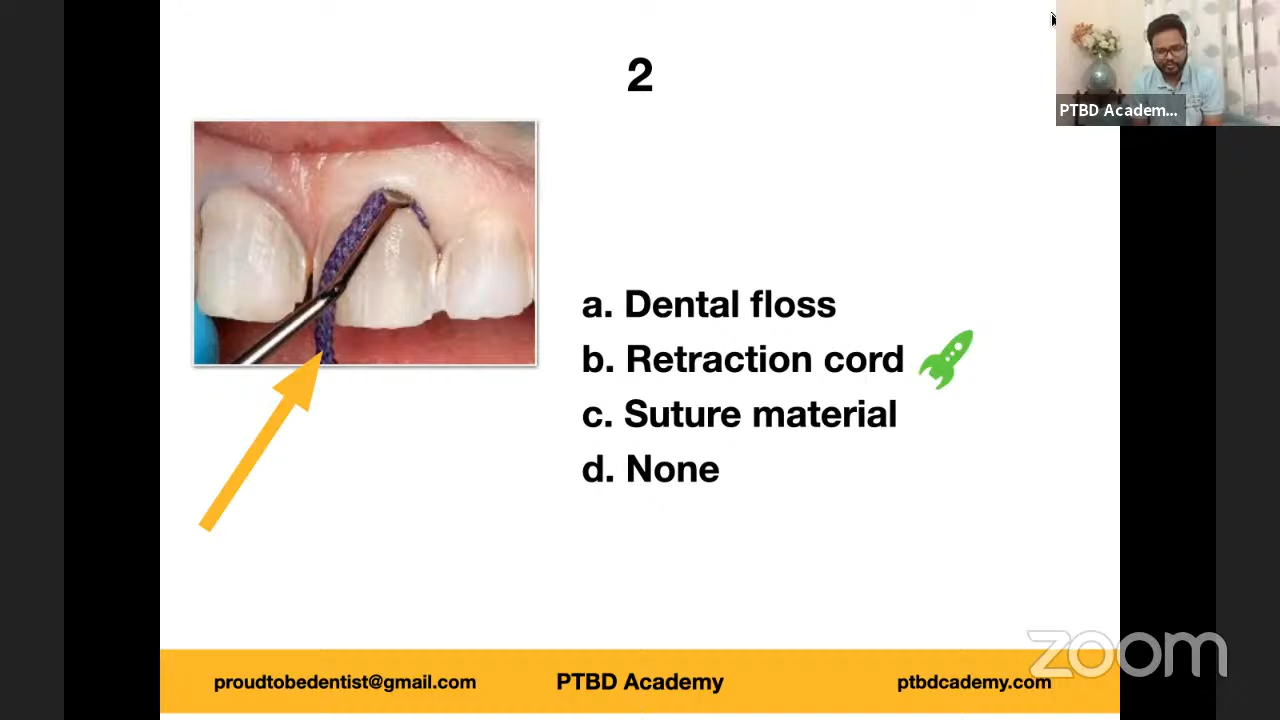 2
PTBD Academ...
a. Dental floss
b. Retraction cord
c. Suture material
d. None
zoom
proudtobedentist@gmail.com
PTBD Academy
ptbdcademy.com